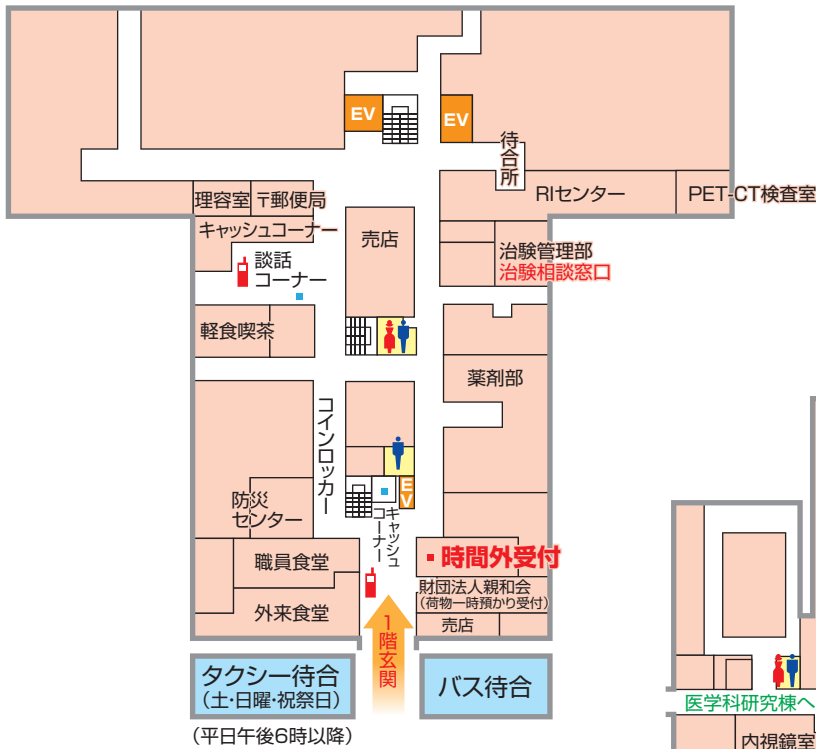 EV
EV
待合所
RIセンター
PET-CT検査室
理容室
〒郵便局
キャッシュコーナー
売店
治験管理部
治験相談窓口
談話
コーナー
軽食喫茶
薬剤部
コインロッカー
EV
防災
センター
キャッシュ
コーナー
時間外受付
職員食堂
財団法人親和会
(荷物一時預かり受付)
外来食堂
売店
1階玄関
タクシー待合
(土・日曜・祝祭日)
バス待合
(平日午後6時以降)
医学科研究棟へ
内視鏡室